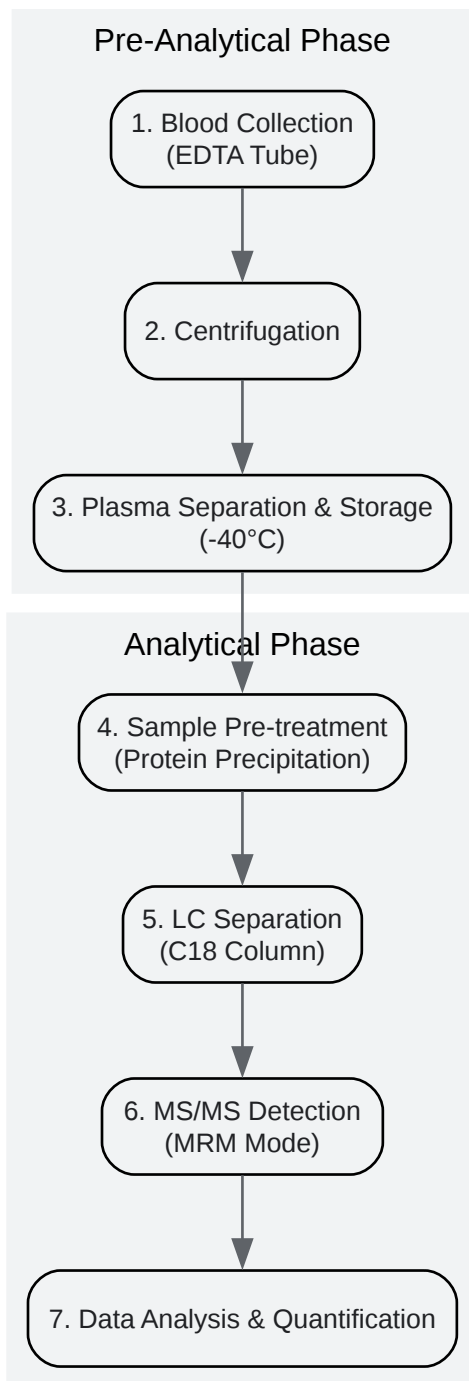 Pre-Analytical Phase
1. Blood Collection
(EDTA Tube)
2. Centrifugation
3. Plasma Separation & Storage
(-40°C)
Analytical Phase
4. Sample Pre-treatment
(Protein Precipitation)
5. LC Separation
(C18 Column)
6. MS/MS Detection
(MRM Mode)
7. Data Analysis & Quantification